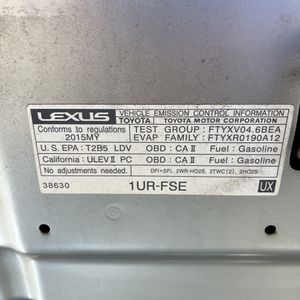 LEXUS VEHICLE EMISSION CONTROL INFORMATION
TOYOTA TOYOTA MOTOR CORPORATION
Conforms to regulations TEST GROUP : FTYXV04.6BEA
2015MY EVAP FAMILY : FTYXR0190A12
U.S. EPA : T2B5 LDV OBD : CA II Fuel : Gasoline
California : ULEV II PC OBD : CA II Fuel : Gasoline
No adjustments needed. DFI+SFI, 2WR-HO2S, 2TWC(2), 2HO2S
38630 1UR-FSE UX